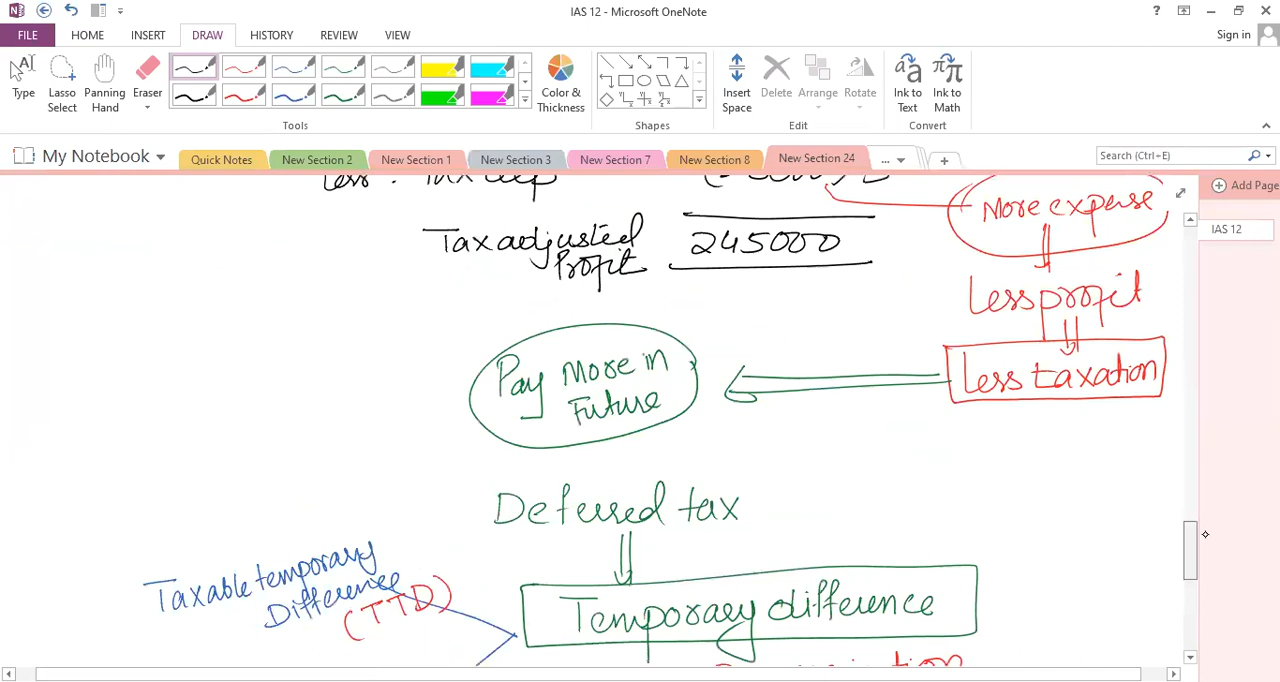 IAS 12 - Microsoft OneNote
?
Sign in
FILE
HOME
INSERT
DRAW
HISTORY
REVIEW
VIEW
Type
Lasso
Select
Panning
Hand
Eraser
Color &
Thickness
Insert
Space
Delete
Arrange
Rotate
Ink to
Text
Ink to
Math
Tools
Shapes
Edit
Convert
My Notebook
Quick Notes
New Section 2
New Section 1
New Section 3
New Section 7
New Section 8
New Section 24
...
Search (Ctrl+E)
Add Page
IAS 12
Less :
More expense
Tax adjusted
Profit
245000
Less profit
Less taxation
Pay More in
Future
Deferred tax
Taxable temporary
Difference
(TTD)
Temporary difference